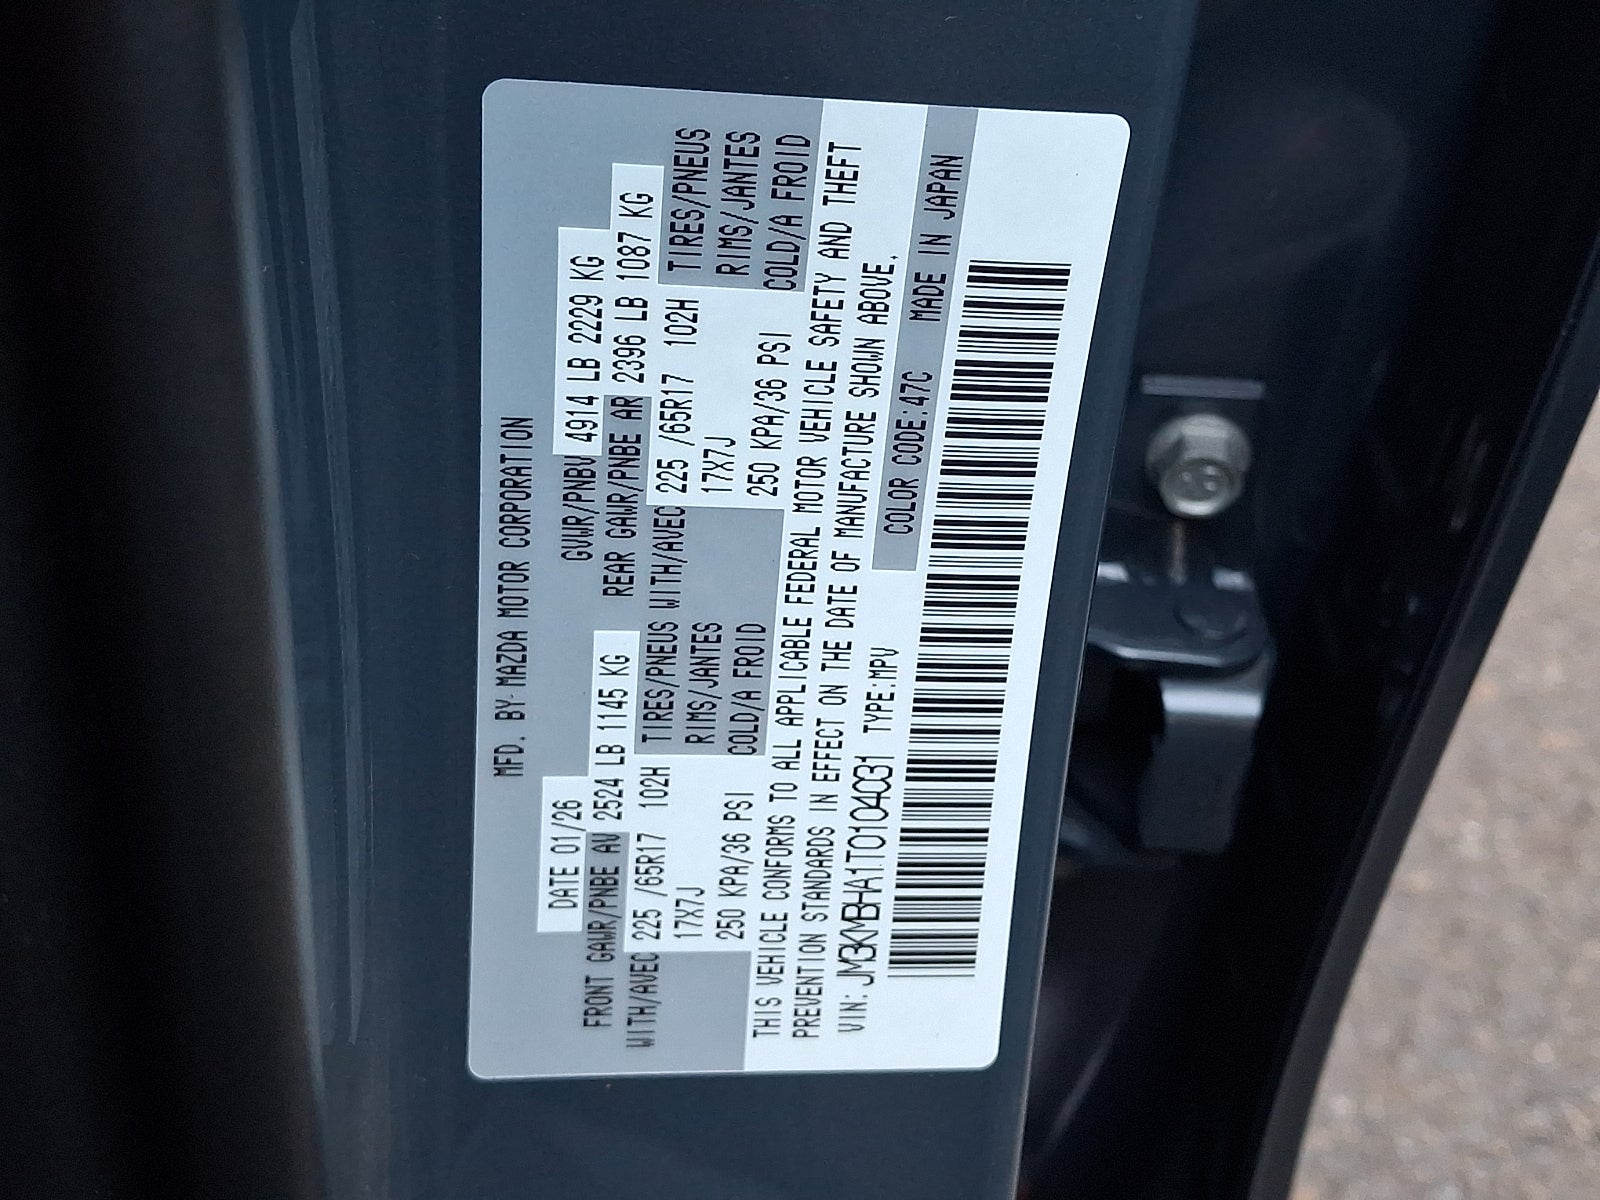 MFD. BY MAZDA MOTOR CORPORATION
DATE 01/26 GVWR/PNBV 4914 LB 2229 KG
FRONT GAWR/PNBE AV 2524 LB 1145 KG REAR GAWR/PNBE AR 2396 LB 1087 KG
WITH/AVEC 225 /65R17 102H TIRES/PNEUS WITH/AVEC 225 /65R17 102H TIRES/PNEUS
17X7J RIMS/JANTES 17X7J RIMS/JANTES
250 KPA/36 PSI COLD/A FROID 250 KPA/36 PSI COLD/A FROID
THIS VEHICLE CONFORMS TO ALL APPLICABLE FEDERAL MOTOR VEHICLE SAFETY AND THEFT
PREVENTION STANDARDS IN EFFECT ON THE DATE OF MANUFACTURE SHOWN ABOVE.
VIN: JM3KMBHA1T0104031 TYPE:MPV COLOR CODE:47C MADE IN JAPAN